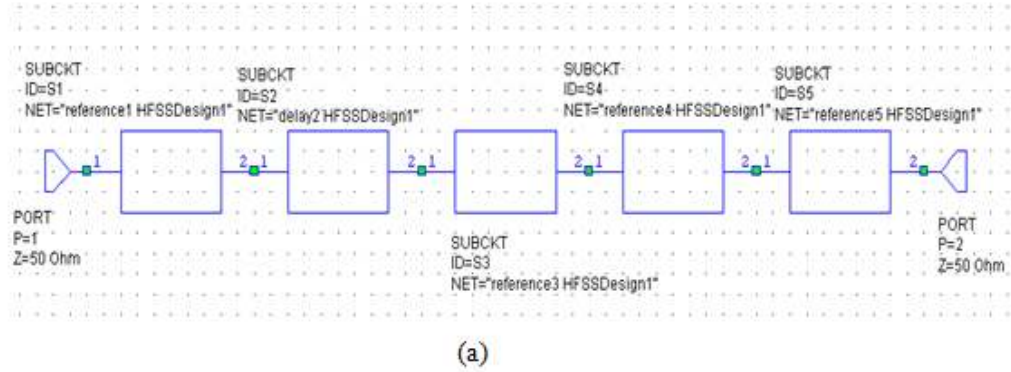 SUBCKT
ID=S1
NET="reference1 HFSSDesign1"
SUBCKT
ID=S2
NET="delay2 HFSSDesign1"
SUBCKT
ID=S4
NET="reference4 HFSSDesign1"
SUBCKT
ID=S5
NET="reference5 HFSSDesign1"
1
2 1
2 1
2 1
2 1
2
PORT
P=1
Z=50 Ohm
SUBCKT
ID=S3
NET="reference3 HFSSDesign1"
PORT
P=2
Z=50 Ohm
(a)